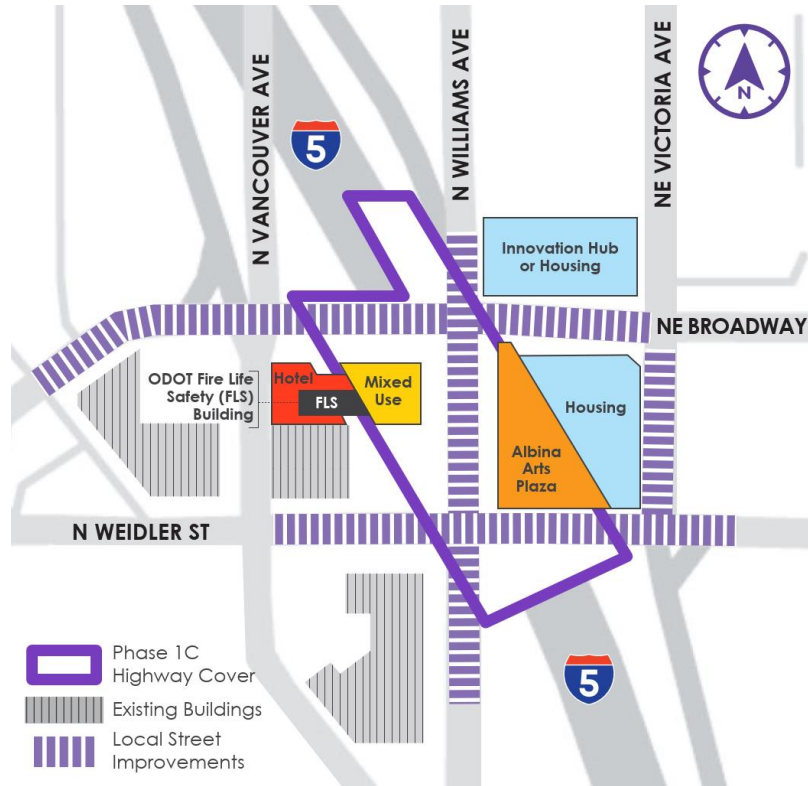 N VANCOUVER AVE
5
N WILLIAMS AVE
NE VICTORIA AVE
N
Innovation Hub
or Housing
NE BROADWAY
ODOT Fire Life
Safety (FLS)
Building
Hotel
FLS
Mixed
Use
Housing
Albina
Arts
Plaza
N WEIDLER ST
5
Phase 1C
Highway Cover
Existing Buildings
Local Street
Improvements